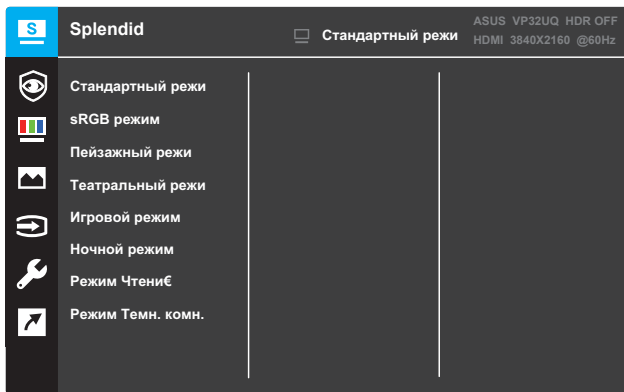 S
Splendid
Стандартный режи
ASUS VP32UQ HDR OFF
HDMI 3840X2160 @60Hz
Стандартный режи
sRGB режим
Пейзажный режи
Театральный режи
Игровой режим
Ночной режим
Режим Чтени€
Режим Темн. комн.